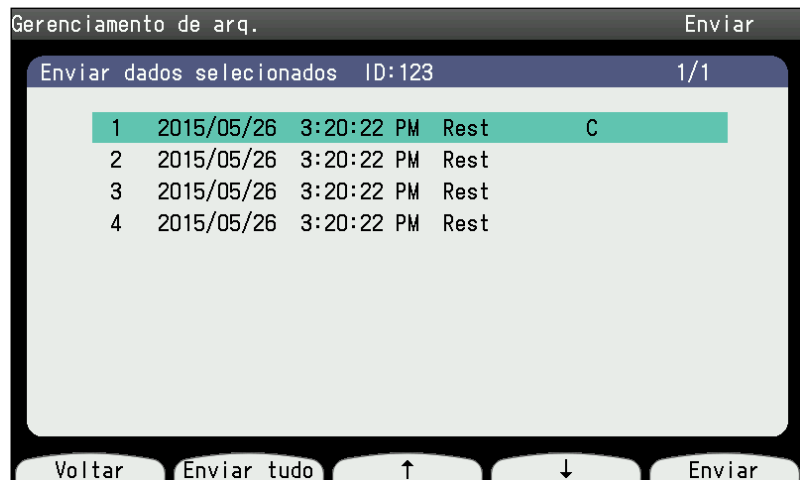 Gerenciamento de arq. Enviar
Enviar dados selecionados ID:123 1/1
1 2015/05/26 3:20:22 PM Rest C
2 2015/05/26 3:20:22 PM Rest
3 2015/05/26 3:20:22 PM Rest
4 2015/05/26 3:20:22 PM Rest
Voltar Enviar tudo ↑ ↓ Enviar